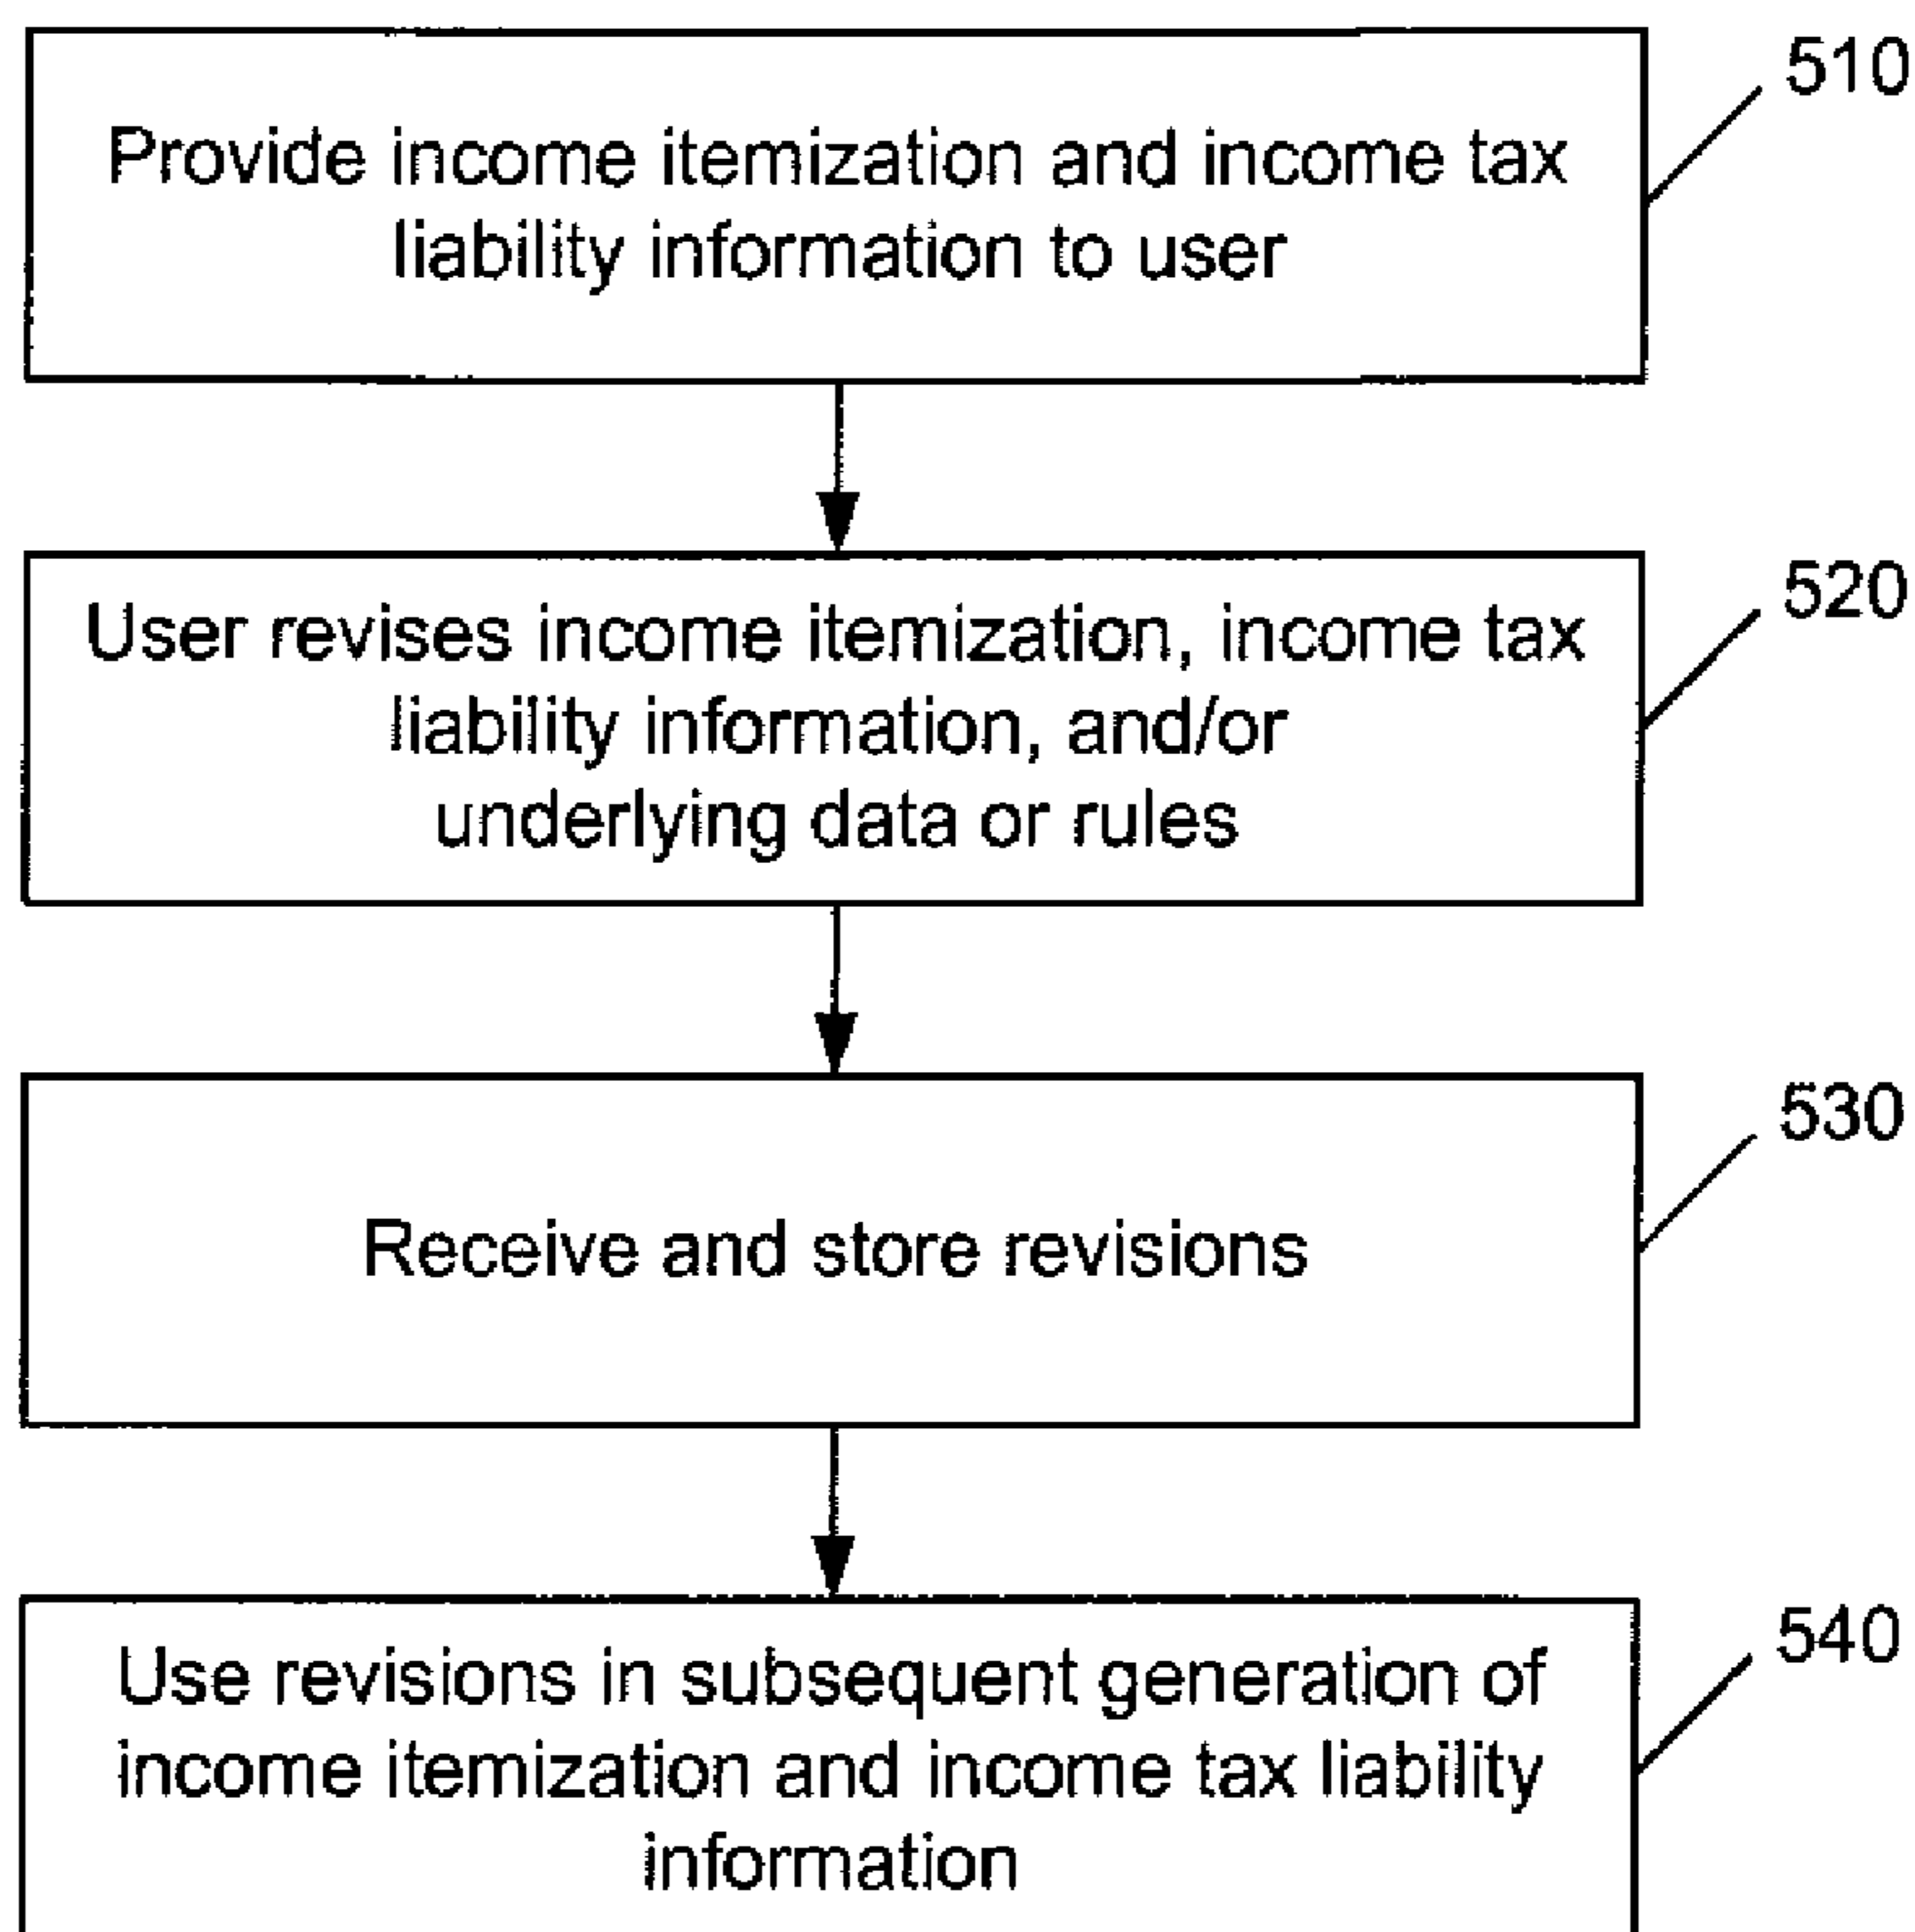 510
Provide income itemization and income tax
liability information to user
520
User revises income itemization, income tax
liability information, and/or
underlying data or rules
530
Receive and store revisions
540
Use revisions in subsequent generation of
income itemization and income tax liability
information